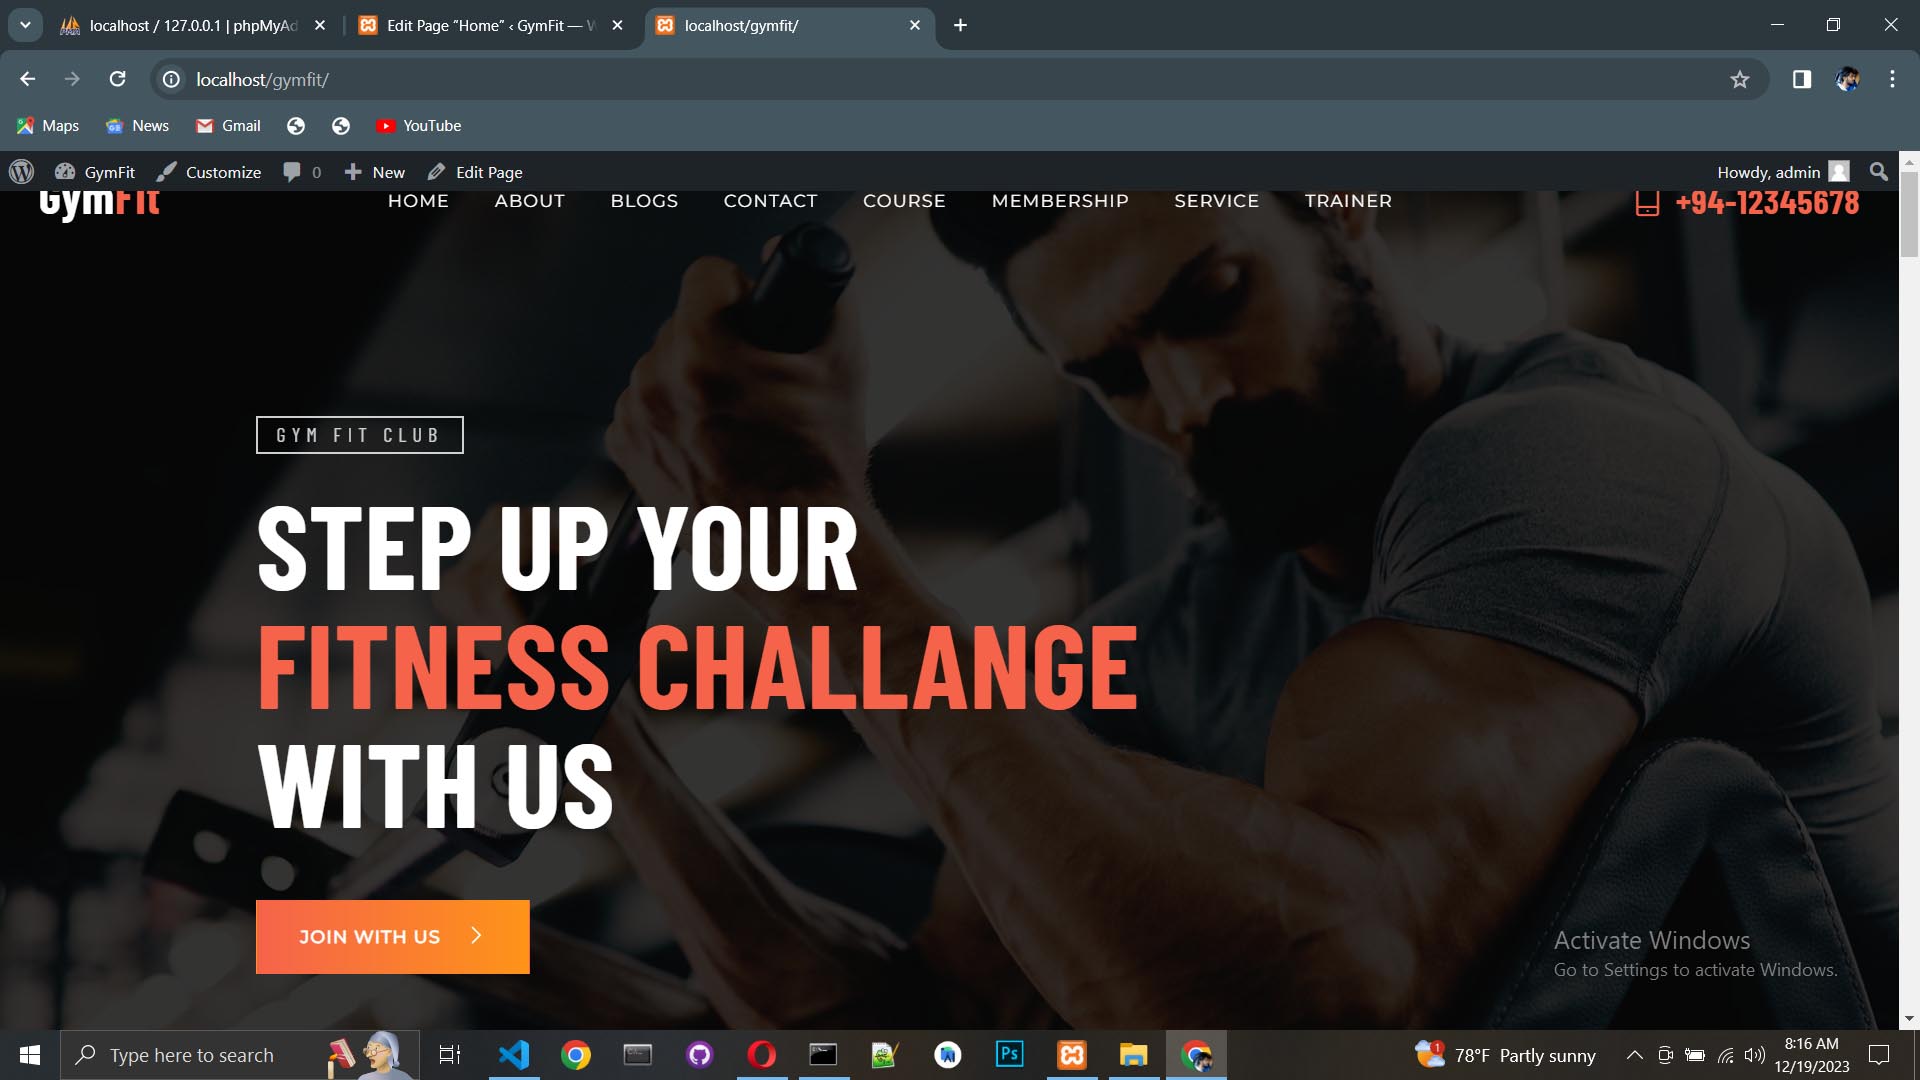 localhost / 127.0.0.1 | phpMyAd
Edit Page "Home" ‹ GymFit — W
localhost/gymfit/
localhost/gymfit/
Maps
News
Gmail
YouTube
GymFit
Customize
0
New
Edit Page
Howdy, admin
GymFit
HOME
ABOUT
BLOGS
CONTACT
COURSE
MEMBERSHIP
SERVICE
TRAINER
+94-12345678
GYM FIT CLUB
STEP UP YOUR
FITNESS CHALLANGE
WITH US
JOIN WITH US
Activate Windows
Go to Settings to activate Windows.
Type here to search
Ps
1
78°F Partly sunny
8:16 AM
12/19/2023